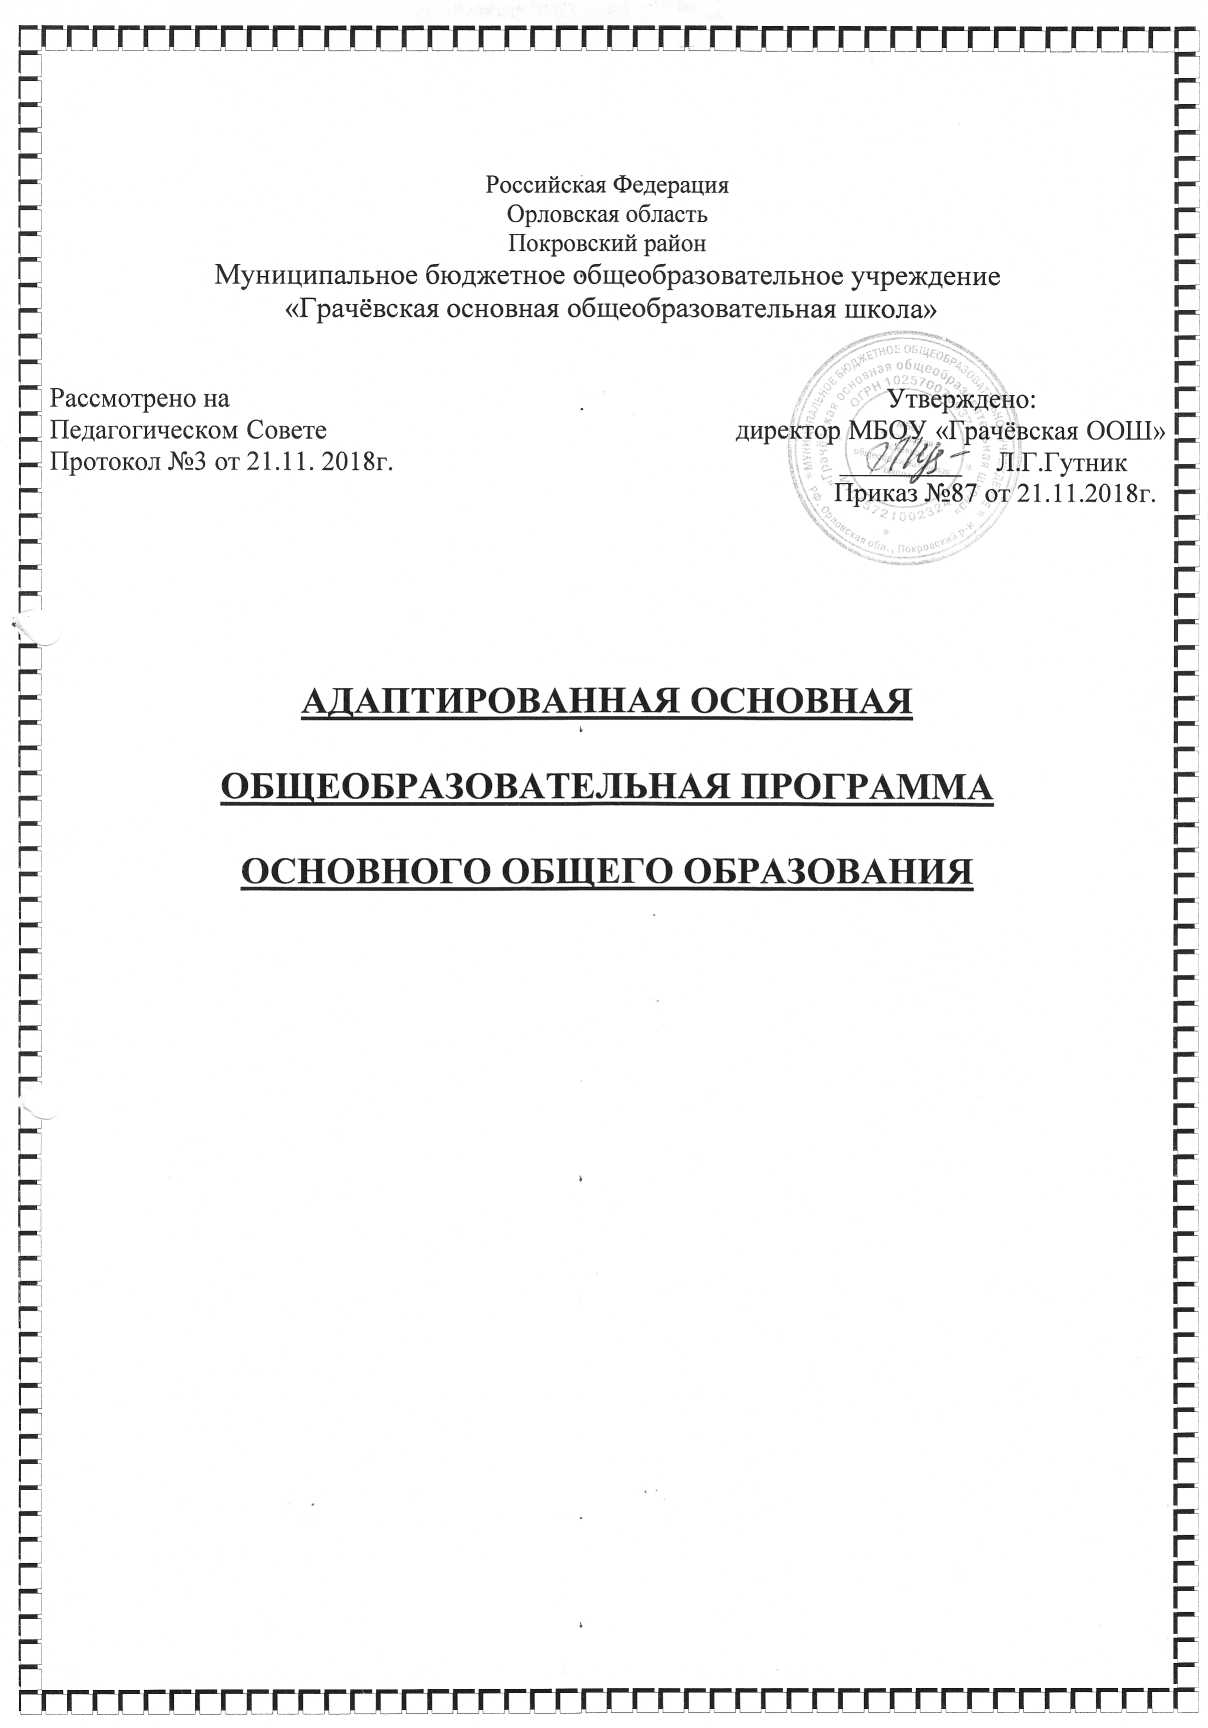 Российская Федерация
Орловская область
Покровский район
Муниципальное бюджетное общеобразовательное учреждение
«Грачёвская основная общеобразовательная школа»
Рассмотрено на
Педагогическом Совете
Протокол №3 от 21.11. 2018г.
Утверждено:
директор МБОУ «Грачёвская ООШ»
Л.Г.Гутник
Приказ №87 от 21.11.2018г.
АДАПТИРОВАННАЯ ОСНОВНАЯ
ОБЩЕОБРАЗОВАТЕЛЬНАЯ ПРОГРАММА
ОСНОВНОГО ОБЩЕГО ОБРАЗОВАНИЯ